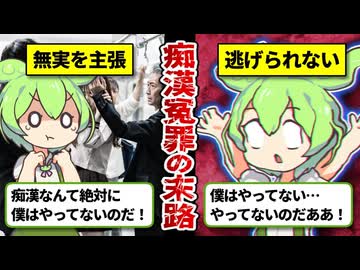 無実を主張
痴漢なんて絶対に
僕はやってないのだ！
痴漢冤罪の末路
逃げられない
僕はやってない…
やってないのだああ！